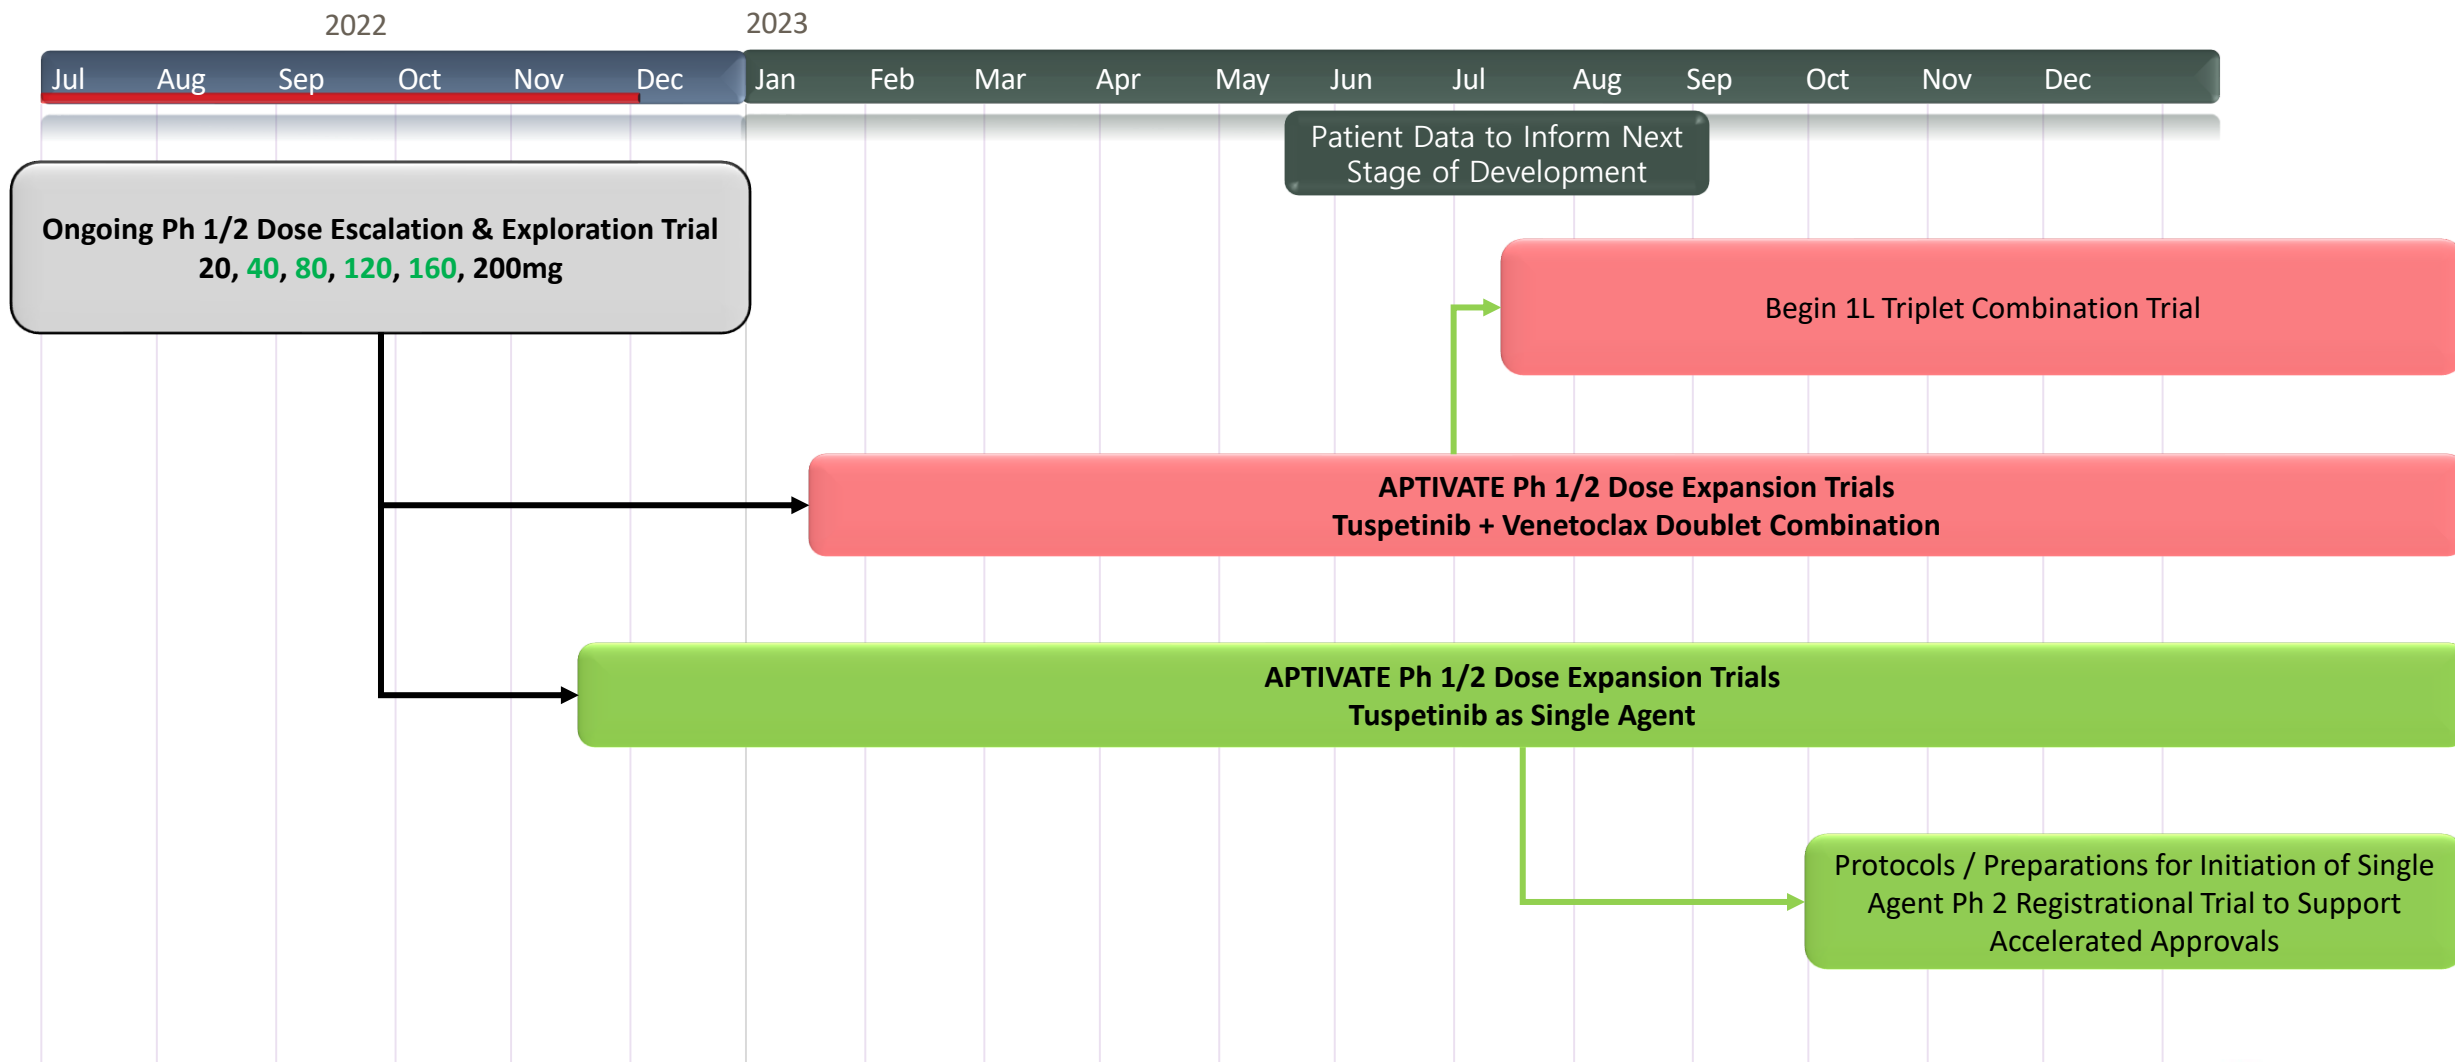 2022
2023
Jul Aug Sep Oct Nov Dec Jan Feb Mar Apr May Jun Jul Aug Sep Oct Nov Dec
Patient Data to Inform Next
Stage of Development
Ongoing Ph 1/2 Dose Escalation & Exploration Trial
20, 40, 80, 120, 160, 200mg
Begin 1L Triplet Combination Trial
APTIVATE Ph 1/2 Dose Expansion Trials
Tuspetinib + Venetoclax Doublet Combination
APTIVATE Ph 1/2 Dose Expansion Trials
Tuspetinib as Single Agent
Protocols / Preparations for Initiation of Single
Agent Ph 2 Registrational Trial to Support
Accelerated Approvals